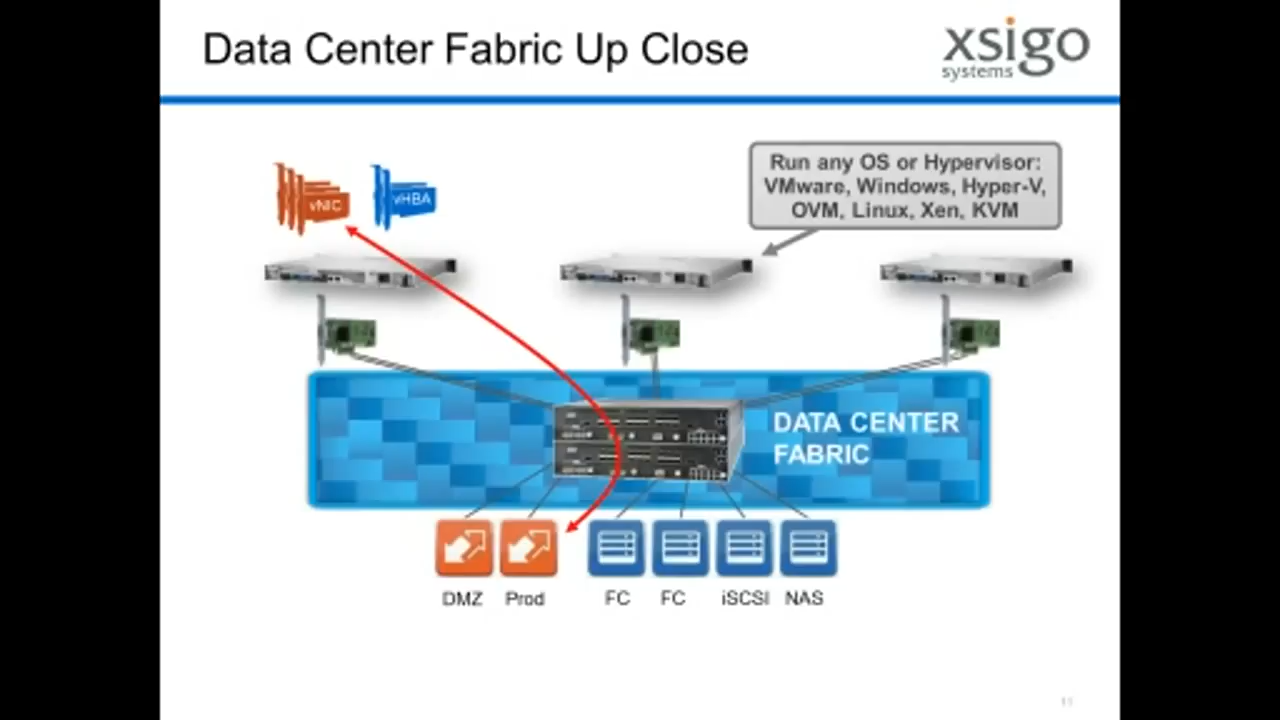 Data Center Fabric Up Close
xsigo
systems
Run any OS or Hypervisor:
VMware, Windows, Hyper-V,
OVM, Linux, Xen, KVM
vNIC
vHBA
DATA CENTER
FABRIC
DMZ
Prod
FC
FC
iSCSI
NAS
11